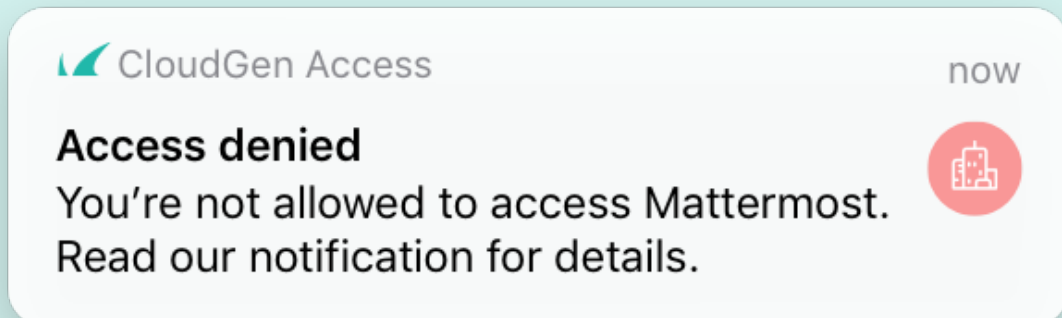 CloudGen Access
now
Access denied
You’re not allowed to access Mattermost.
Read our notification for details.